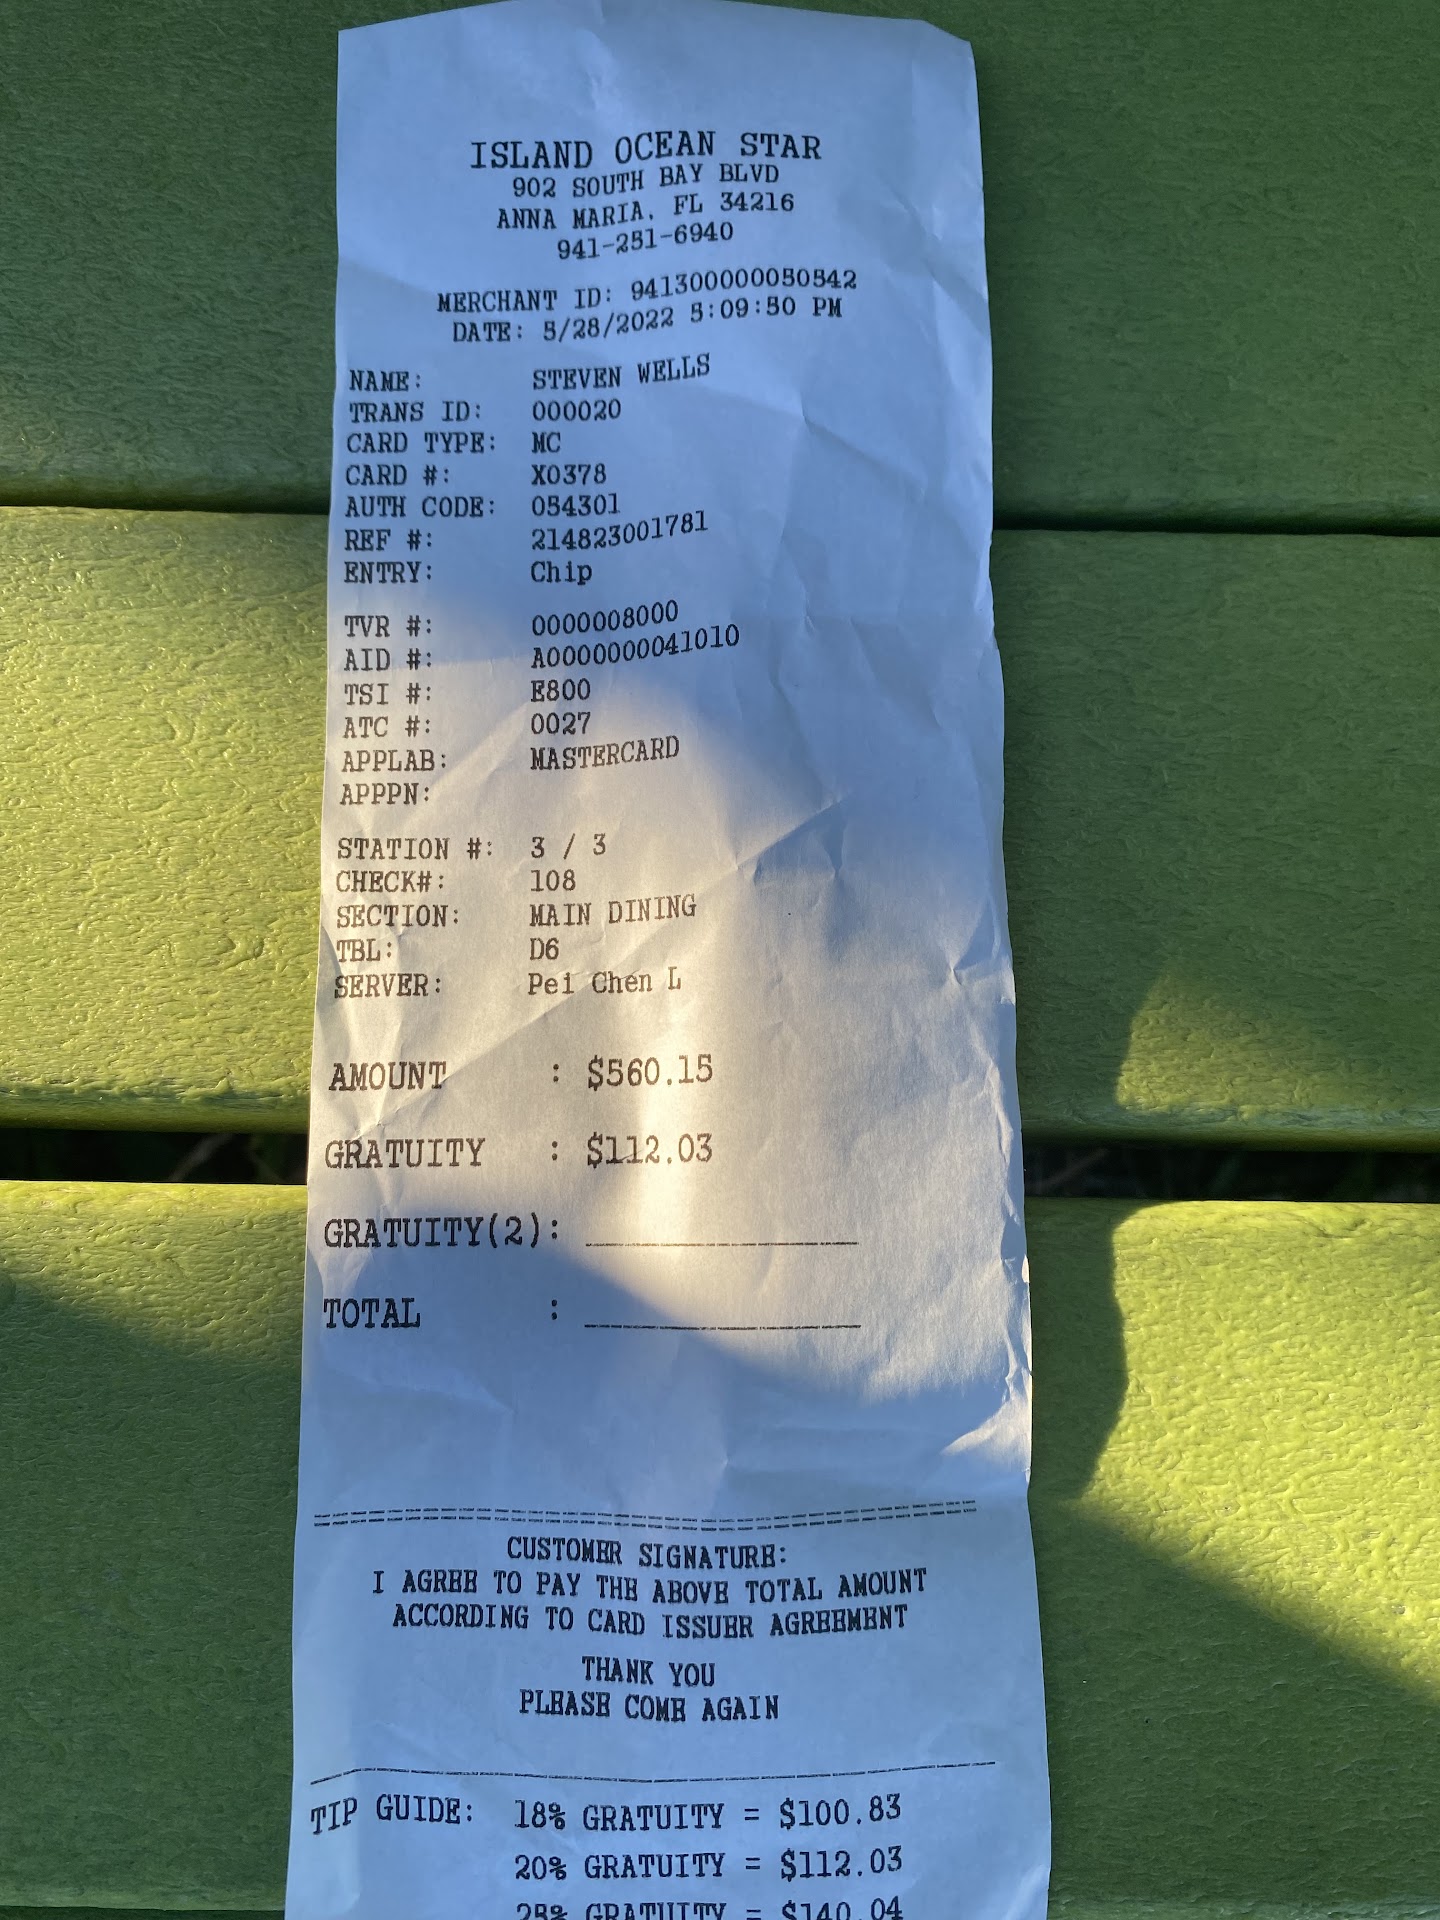 ISLAND OCEAN STAR
902 SOUTH BAY BLVD
ANNA MARIA, FL 34216
941-251-6940
MERCHANT ID: 941300000050542
DATE: 5/28/2022 5:09:50 PM
NAME: STEVEN WELLS
TRANS ID: 000020
CARD TYPE: MC
CARD #: X0378
AUTH CODE: 054301
REF #: 214823001781
ENTRY: Chip
TVR #: 0000008000
AID #: A0000000041010
TSI #: E800
ATC #: 0027
APPLAB: MASTERCARD
APPPN:
STATION #: 3 / 3
CHECK#: 108
SECTION: MAIN DINING
TBL: D6
SERVER: Pei Chen L
AMOUNT : $560.15
GRATUITY : $112.03
GRATUITY(2):
TOTAL :
CUSTOMER SIGNATURE:
I AGREE TO PAY THE ABOVE TOTAL AMOUNT
ACCORDING TO CARD ISSUER AGREEMENT
THANK YOU
PLEASE COME AGAIN
TIP GUIDE: 18% GRATUITY = $100.83
20% GRATUITY = $112.03
25% GRATUITY = $140.04